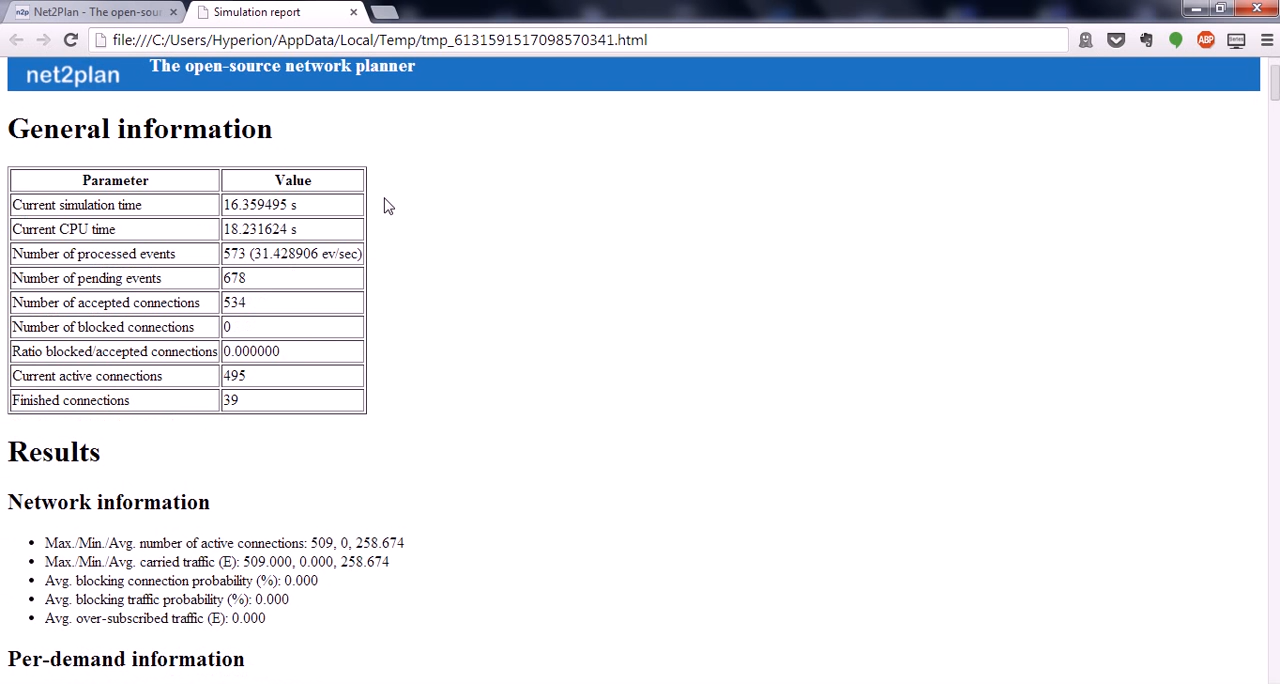 Net2Plan - The open-sour
Simulation report
file:///C:/Users/Hyperion/AppData/Local/Temp/tmp_6131591517098570341.html
net2plan The open-source network planner
General information
Parameter Value
Current simulation time 16.359495 s
Current CPU time 18.231624 s
Number of processed events 573 (31.428906 ev/sec)
Number of pending events 678
Number of accepted connections 534
Number of blocked connections 0
Ratio blocked/accepted connections 0.000000
Current active connections 495
Finished connections 39
Results
Network information
Max./Min./Avg. number of active connections: 509, 0, 258.674
Max./Min./Avg. carried traffic (E): 509.000, 0.000, 258.674
Avg. blocking connection probability (%): 0.000
Avg. blocking traffic probability (%): 0.000
Avg. over-subscribed traffic (E): 0.000
Per-demand information